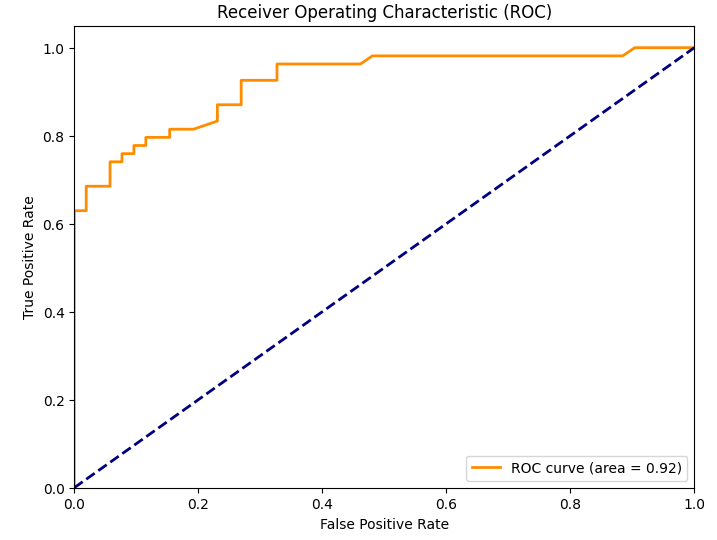 Receiver Operating Characteristic (ROC)
1.0
0.8
0.6
0.4
0.2
0.0
True Positive Rate
0.0 0.2 0.4 0.6 0.8 1.0
False Positive Rate
ROC curve (area = 0.92)